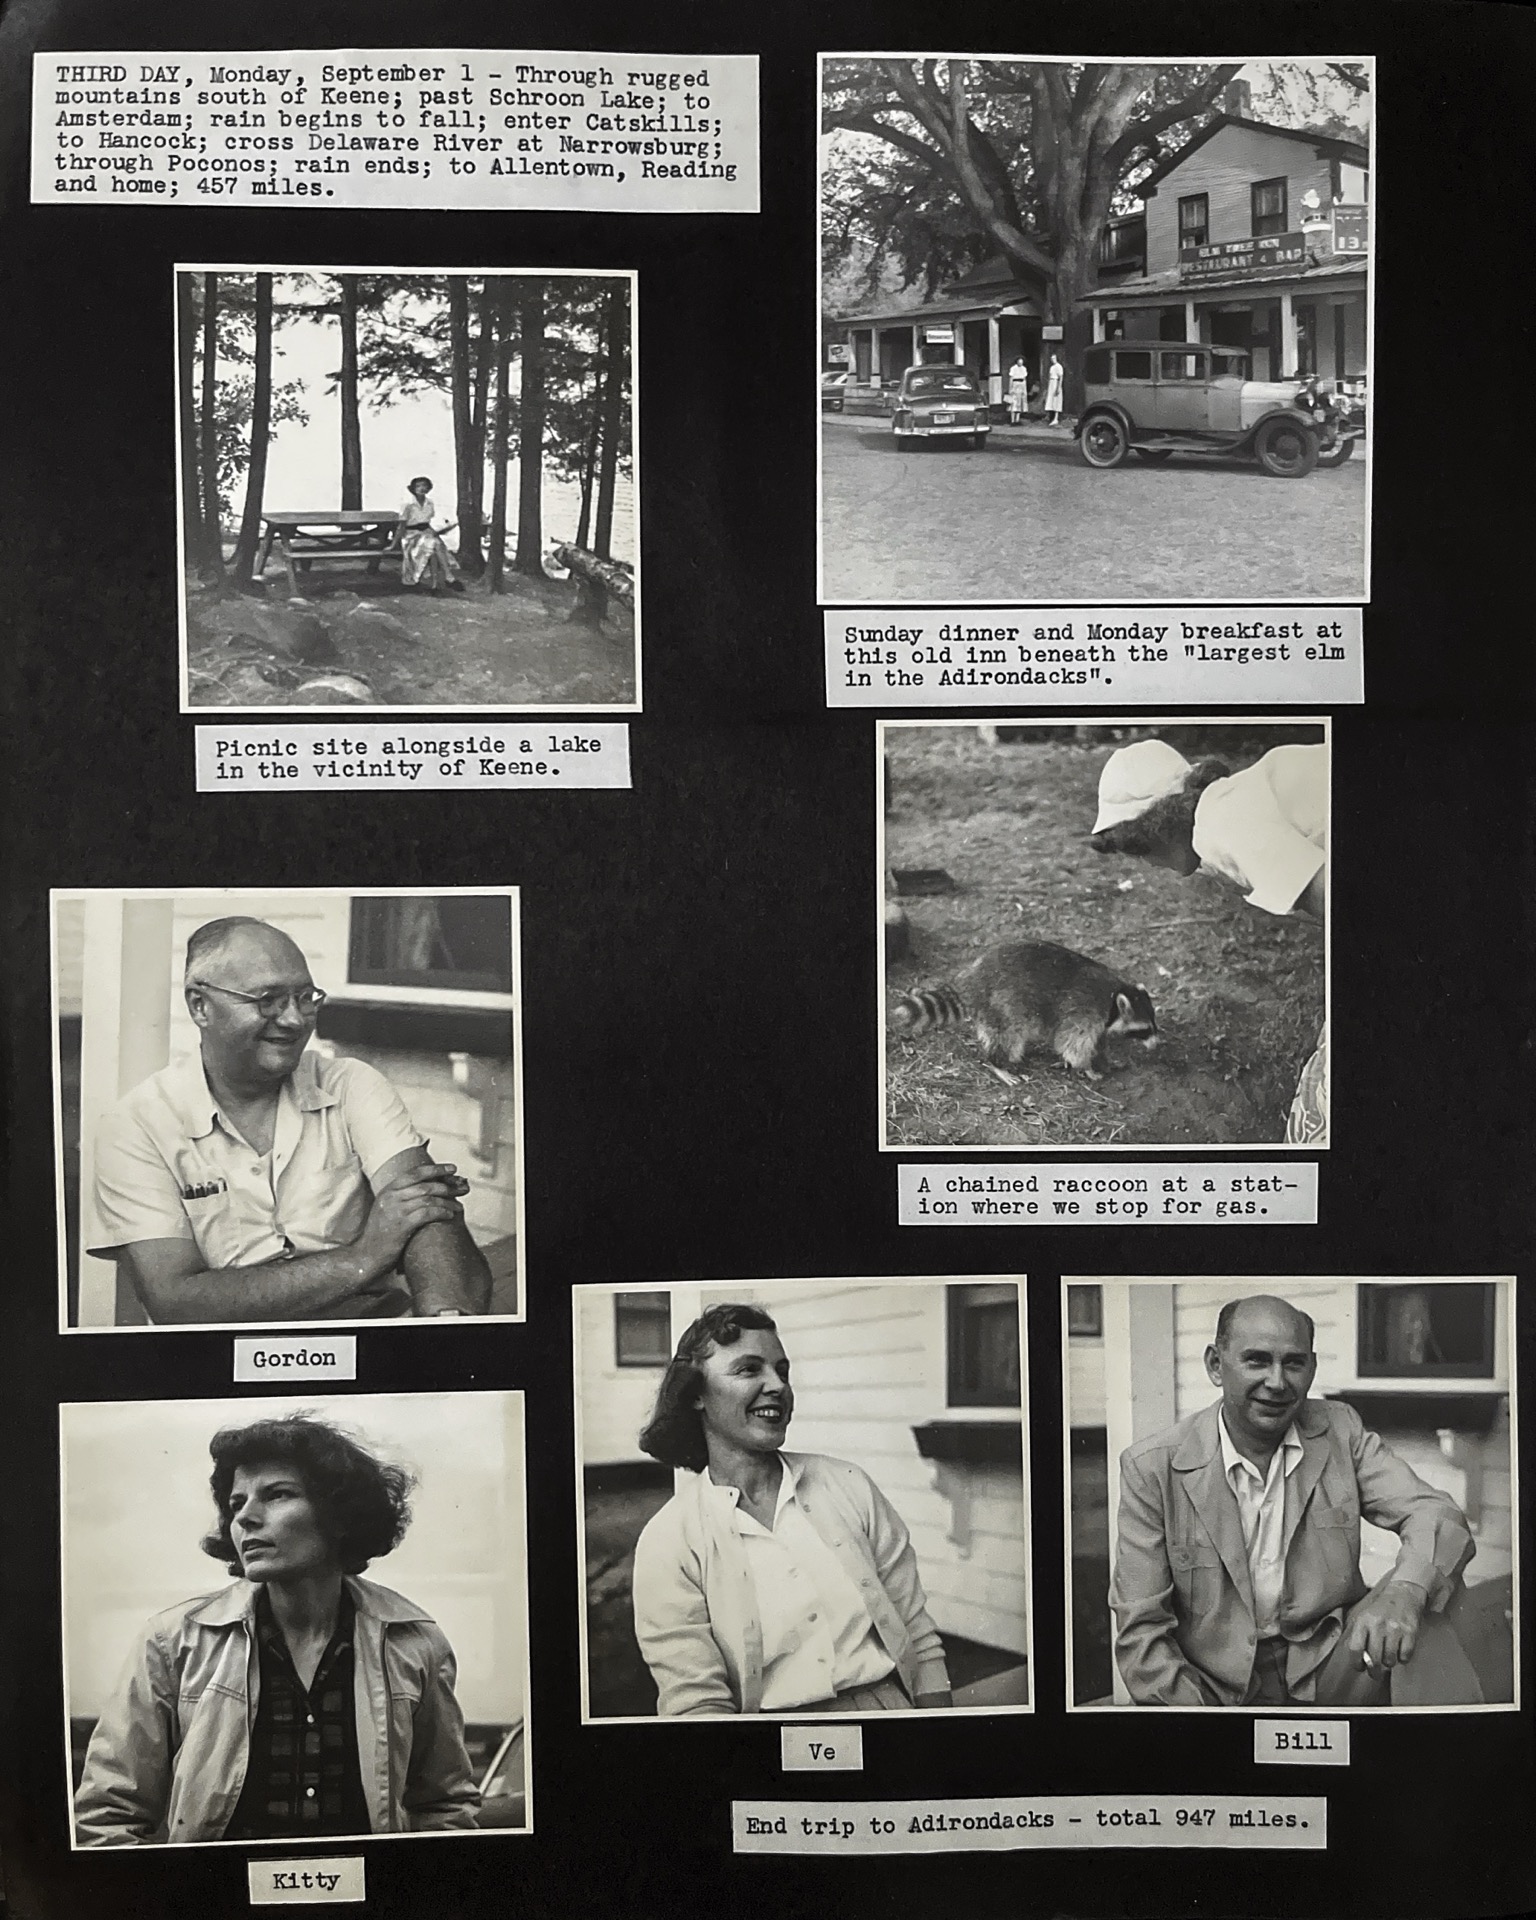 THIRD DAY, Monday, September 1 - Through rugged
mountains south of Keene; past Schroon Lake; to
Amsterdam; rain begins to fall; enter Catskills;
to Hancock; cross Delaware River at Narrowsburg;
through Poconos; rain ends; to Allentown, Reading
and home; 457 miles.
ELM TREE INN
RESTAURANT & BAR
13
Sunday dinner and Monday breakfast at
this old inn beneath the "largest elm
in the Adirondacks".
Picnic site alongside a lake
in the vicinity of Keene.
A chained raccoon at a stat-
ion where we stop for gas.
Gordon
Ve
Bill
End trip to Adirondacks - total 947 miles.
Kitty